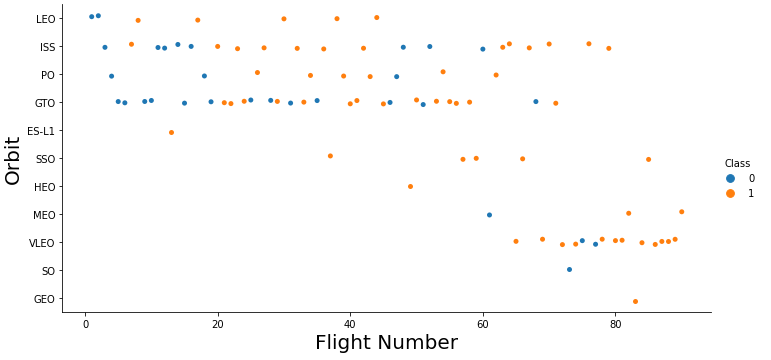 LEO
ISS
PO
GTO
ES-L1
SSO
HEO
MEO
VLEO
SO
GEO
Orbit
0 20 40 60 80
Flight Number
Class
0
1